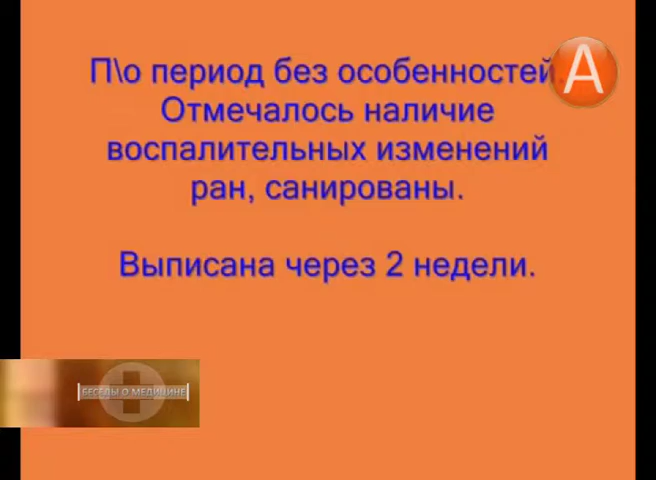 П\о период без особенностей.
А
Отмечалось наличие
воспалительных изменений
ран, санированы.
Выписана через 2 недели.
БЕСЕДЫ О МЕДИЦИНЕ